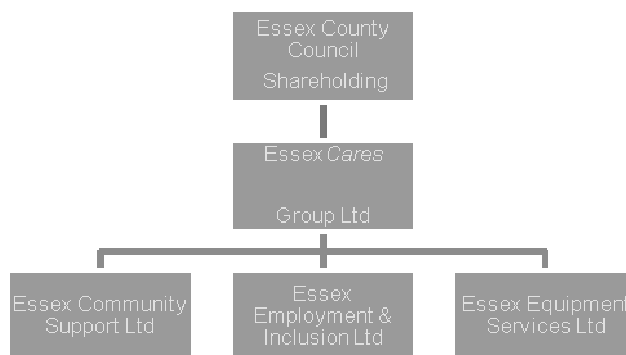 Essex County
Council
Shareholding
Essex Cares
Group Ltd
Essex Community
Support Ltd
Essex
Employment &
Inclusion Ltd
Essex Equipment
Services Ltd